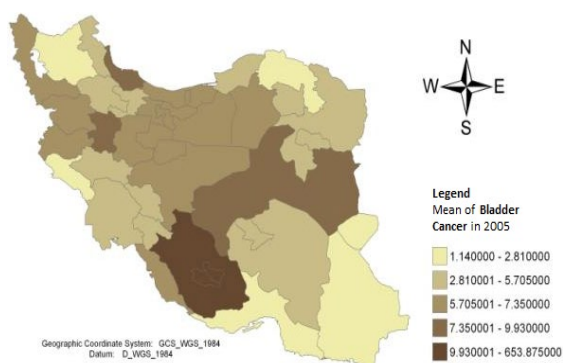 N
W E
S
Legend
Mean of Bladder
Cancer in 2005
1.140000 - 2.810000
2.810001 - 5.705000
5.705001 - 7.350000
7.350001 - 9.930000
9.930001 - 653.875000
Geographic Coordinate System: GCS_WGS_1984
Datum: D_WGS_1984